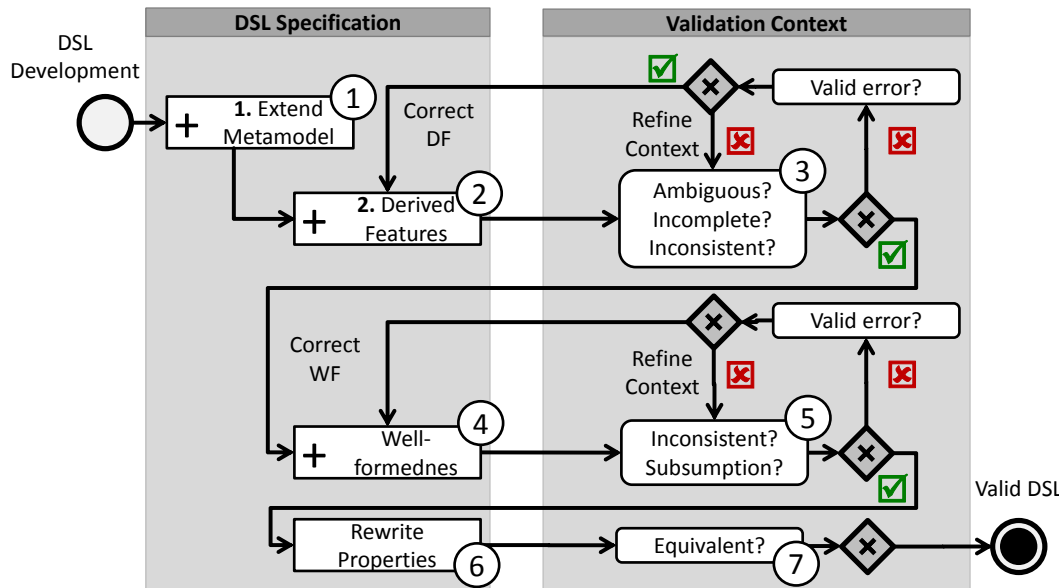 DSL Specification
Validation Context
DSL
Development
1. Extend
Metamodel
1
Correct
DF
Valid error?
Refine
Context
2. Derived
Features
2
Ambiguous?
Incomplete?
Inconsistent?
3
Correct
WF
Valid error?
Refine
Context
Well-
formednes
4
Inconsistent?
Subsumption?
5
Valid DSL
Rewrite
Properties
6
Equivalent?
7